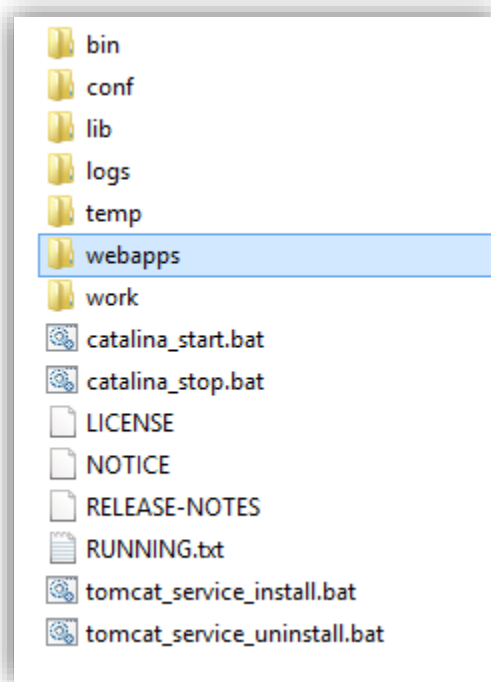 bin
conf
lib
logs
temp
webapps
work
catalina_start.bat
catalina_stop.bat
LICENSE
NOTICE
RELEASE-NOTES
RUNNING.txt
tomcat_service_install.bat
tomcat_service_uninstall.bat